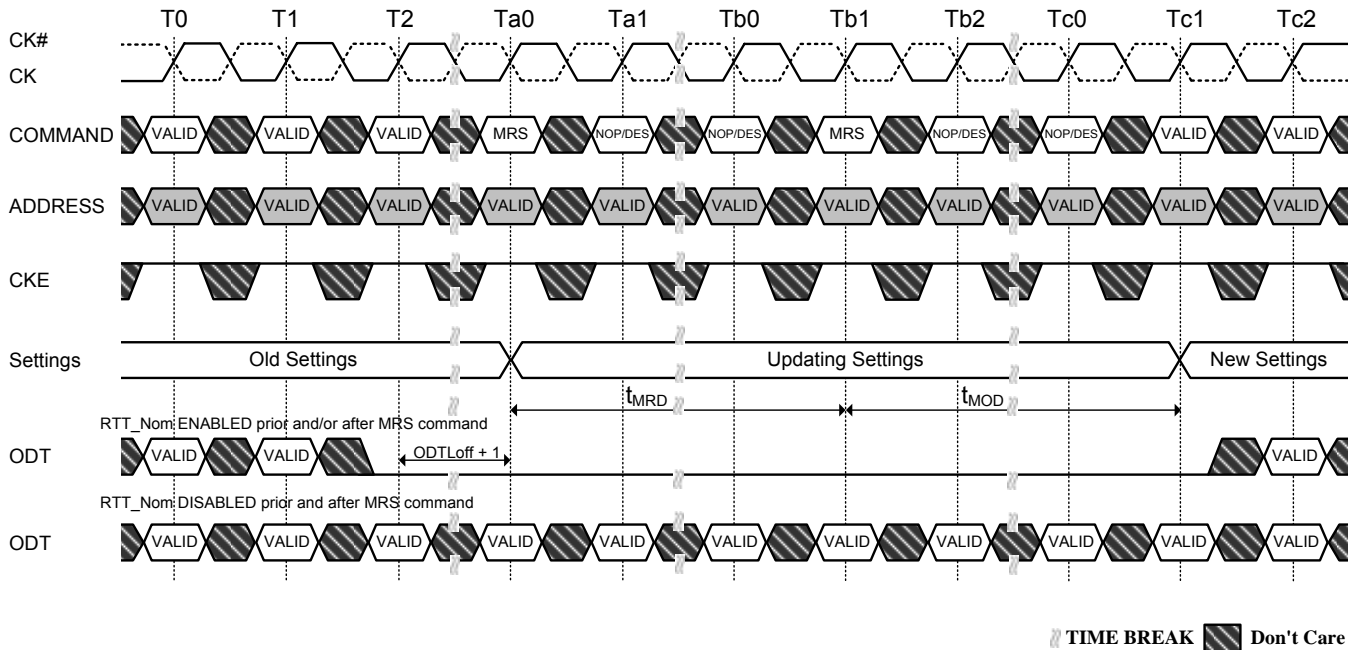 T0 T1 T2 Ta0 Ta1 Tb0 Tb1 Tb2 Tc0 Tc1 Tc2
CK#
CK
COMMAND VALID VALID VALID MRS NOP/DES NOP/DES MRS NOP/DES NOP/DES VALID VALID
ADDRESS VALID VALID VALID VALID VALID VALID VALID VALID VALID VALID VALID
CKE
Settings Old Settings Updating Settings New Settings
tMRD tMOD
RTT_Nom ENABLED prior and/or after MRS command
ODT VALID VALID ODTLoff + 1 VALID
RTT_Nom DISABLED prior and after MRS command
ODT VALID VALID VALID VALID VALID VALID VALID VALID VALID VALID VALID
TIME BREAK Don't Care